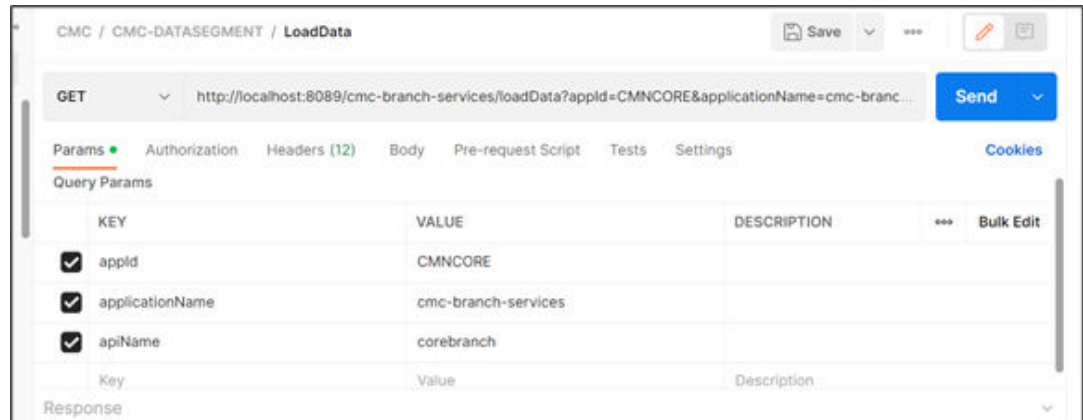 CMC / CMC-DATASEGMENT / LoadData Save
GET http://localhost:8089/cmc-branch-services/loadData?appId=CMNCORE&applicationName=cmc-branc... Send
Params Authorization Headers (12) Body Pre-request Script Tests Settings Cookies
Query Params
KEY VALUE DESCRIPTION Bulk Edit
appId CMNCORE
applicationName cmc-branch-services
apiName corebranch
Key Value Description
Response